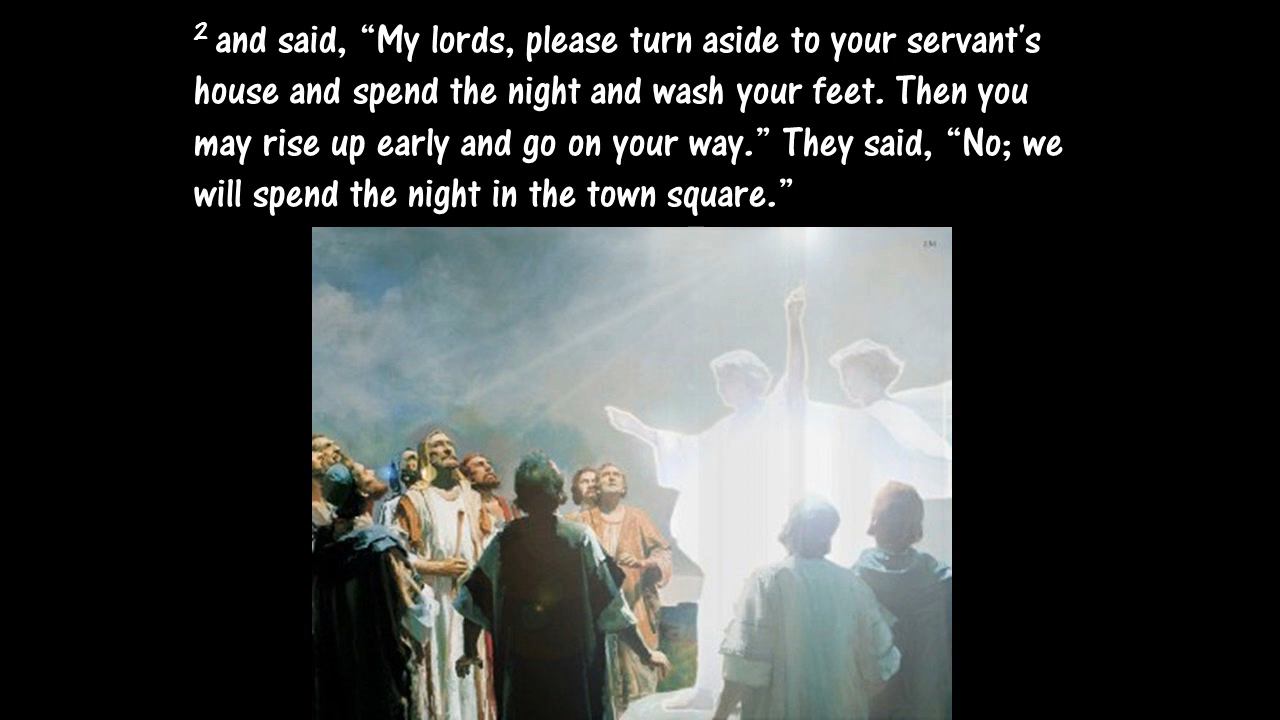 2 and said, “My lords, please turn aside to your servant’s
house and spend the night and wash your feet. Then you
may rise up early and go on your way.” They said, “No; we
will spend the night in the town square.”